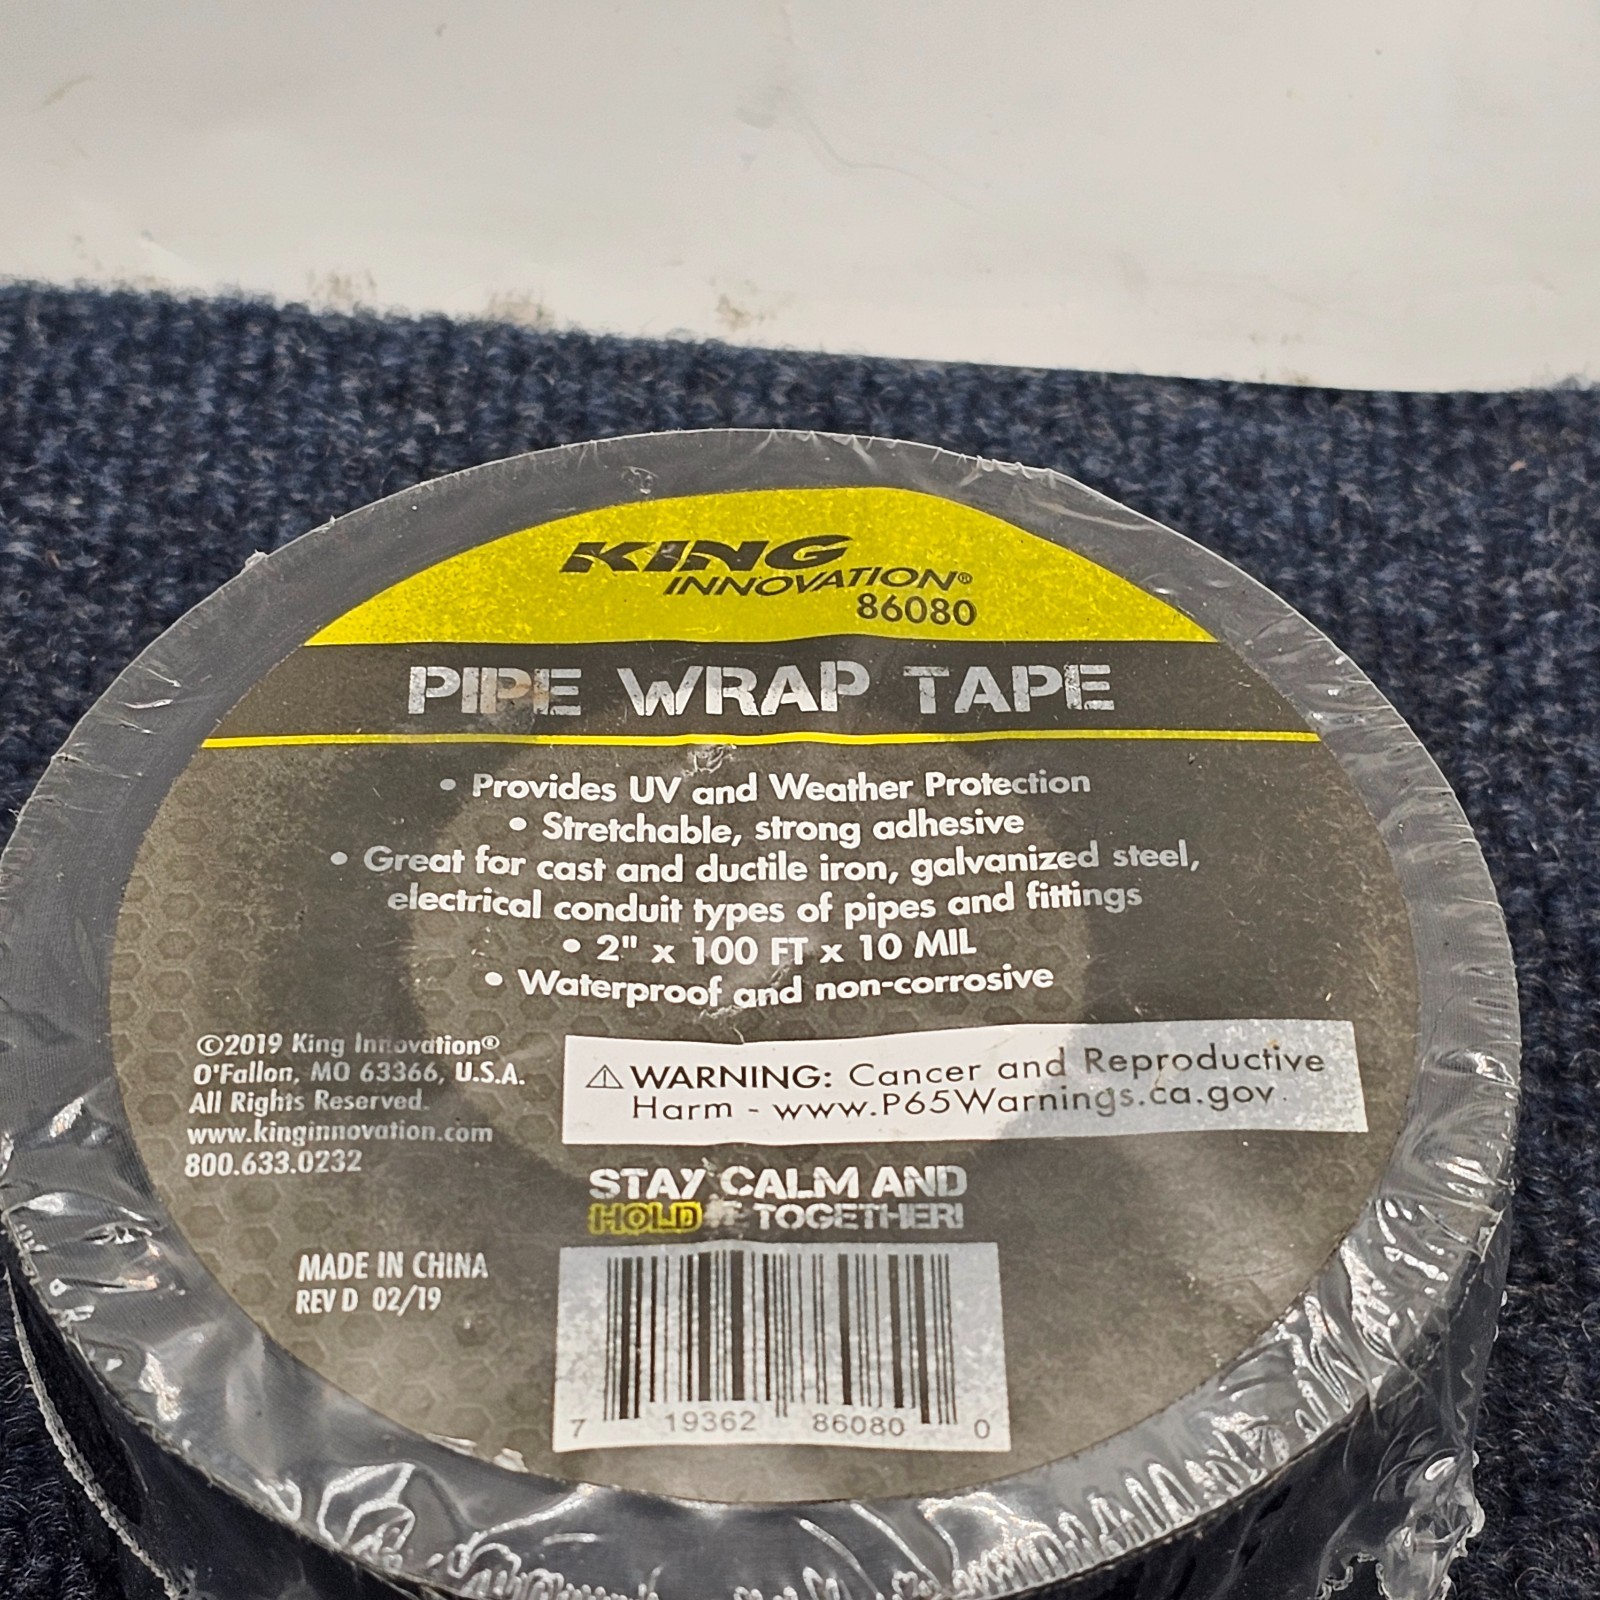 KING
INNOVATION®
86080
PIPE WRAP TAPE
• Provides UV and Weather Protection
• Stretchable, strong adhesive
• Great for cast and ductile iron, galvanized steel,
electrical conduit types of pipes and fittings
• 2" x 100 FT x 10 MIL
• Waterproof and non-corrosive
©2019 King Innovation®
O'Fallon, MO 63366, U.S.A.
All Rights Reserved.
www.kinginnovation.com
800.633.0232
⚠ WARNING: Cancer and Reproductive
Harm - www.P65Warnings.ca.gov.
STAY CALM AND
HOLD IT TOGETHER!
MADE IN CHINA
REV D 02/19
7 19362 86080 0